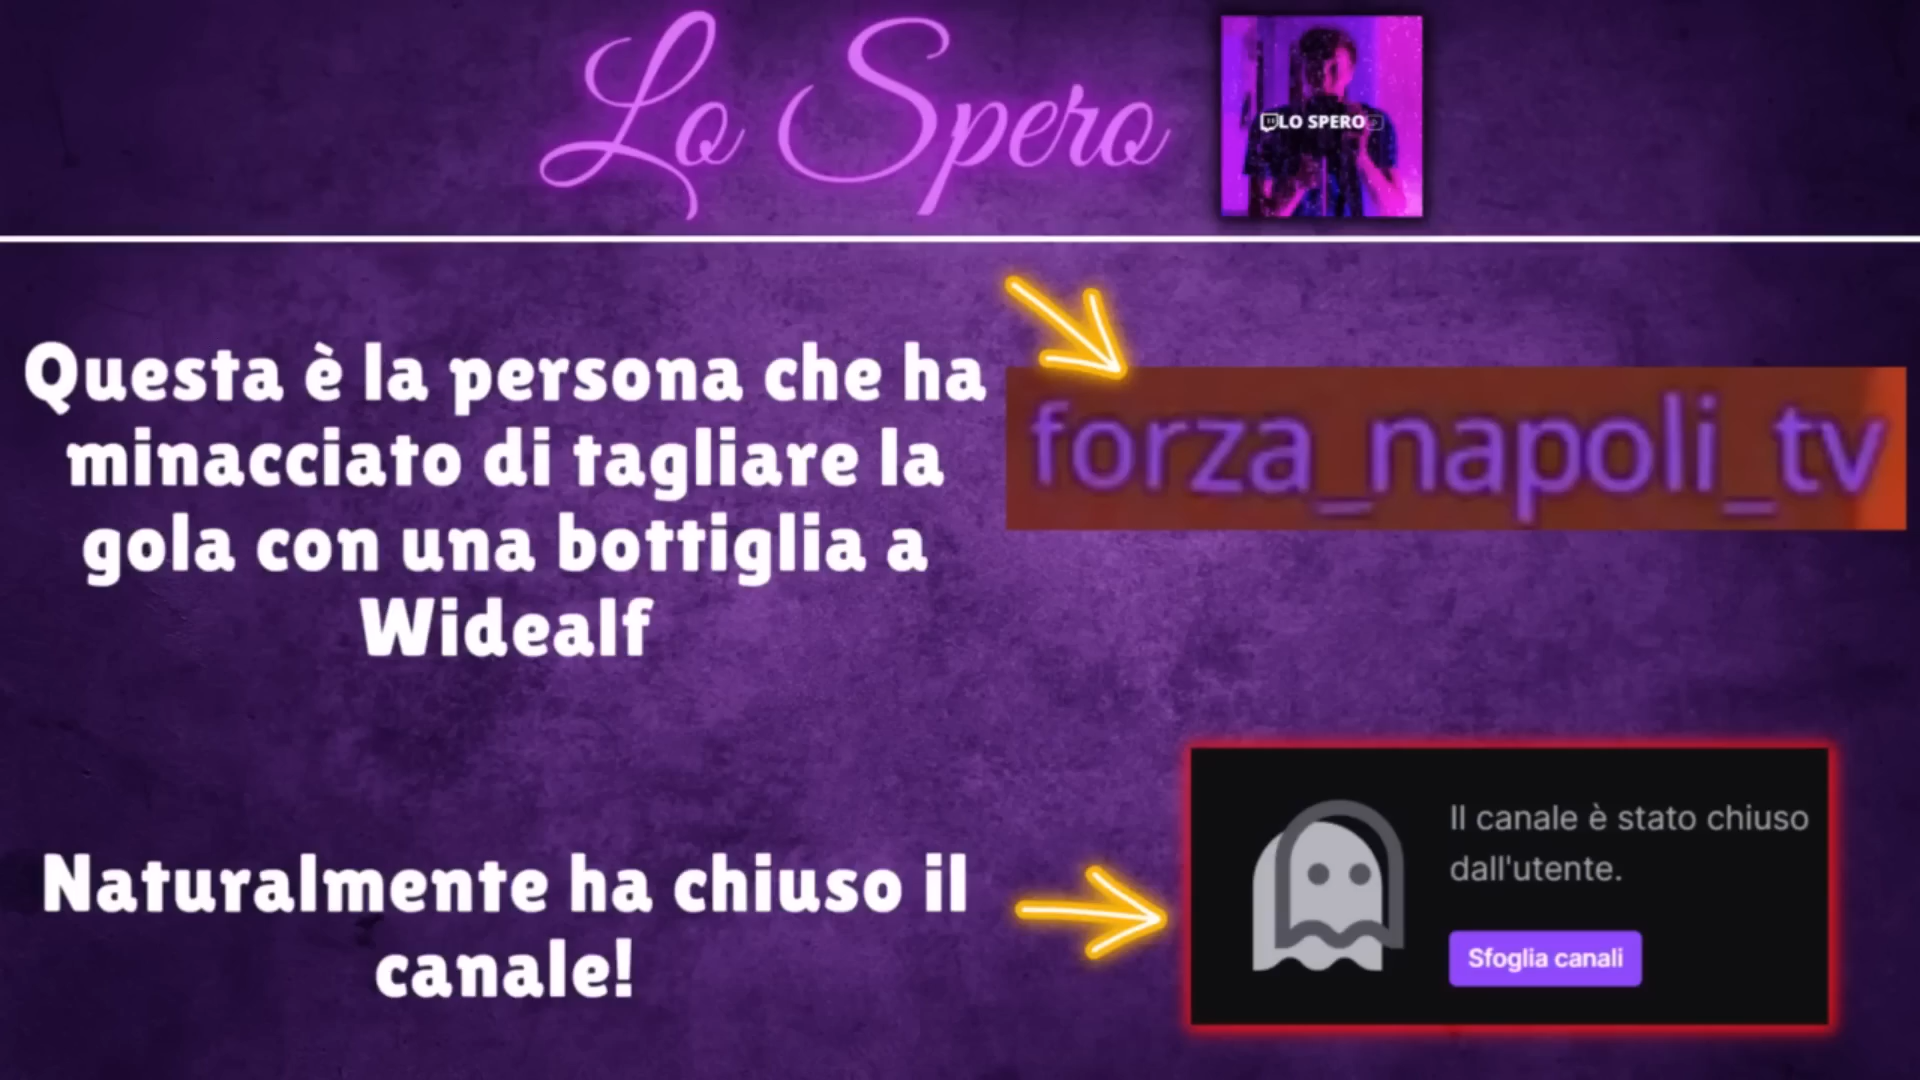 Lo Spero
LO SPERO
Questa è la persona che ha
minacciato di tagliare la
gola con una bottiglia a
Widealf
forza_napoli_tv
Naturalmente ha chiuso il
canale!
Il canale è stato chiuso
dall'utente.
Sfoglia canali